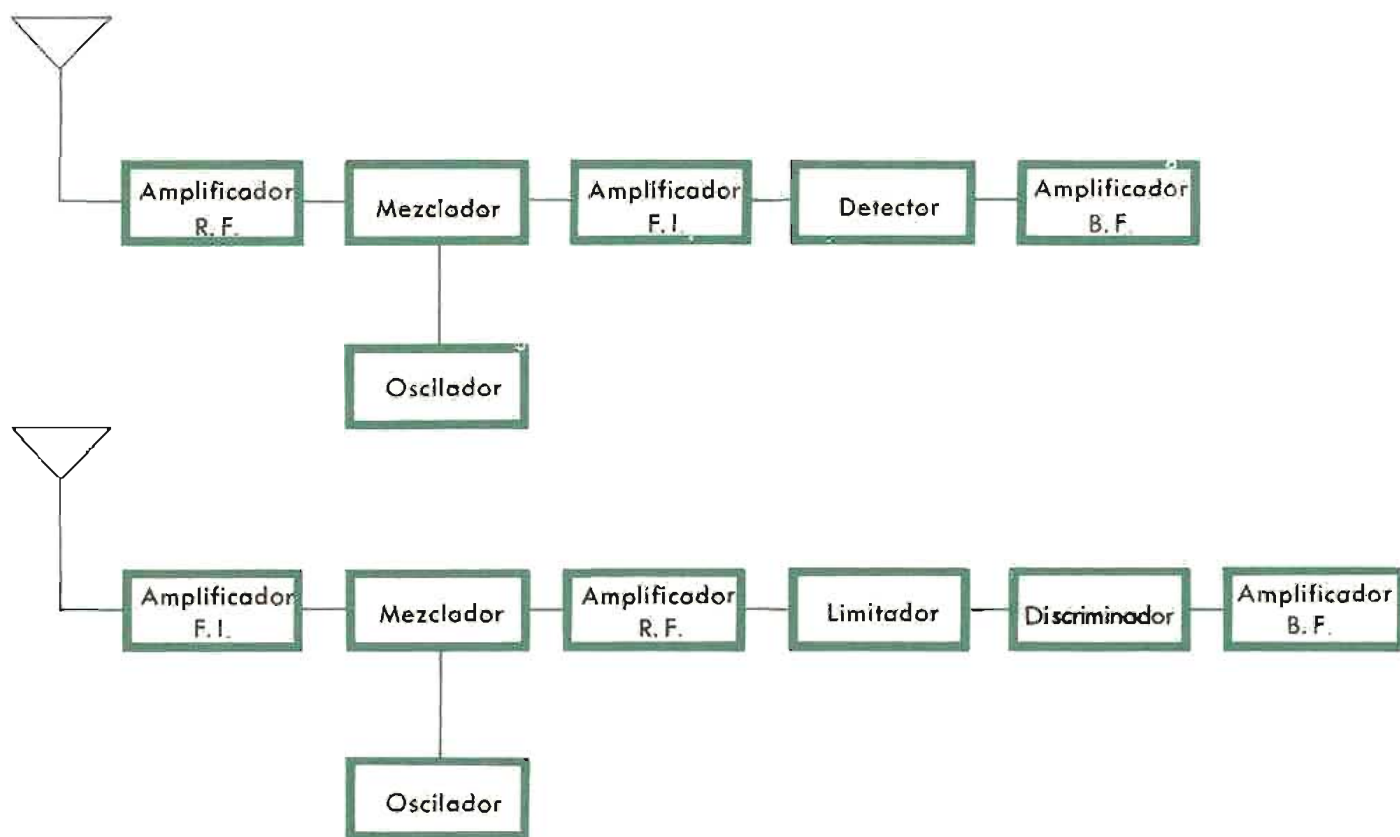 Amplificador
R. F.
Mezclador
Amplificador
F. I.
Detector
Amplificador
B. F.
Oscilador
Amplificador
F. I.
Mezclador
Amplificador
R. F.
Limitador
Discriminador
Amplificador
B. F.
Oscilador